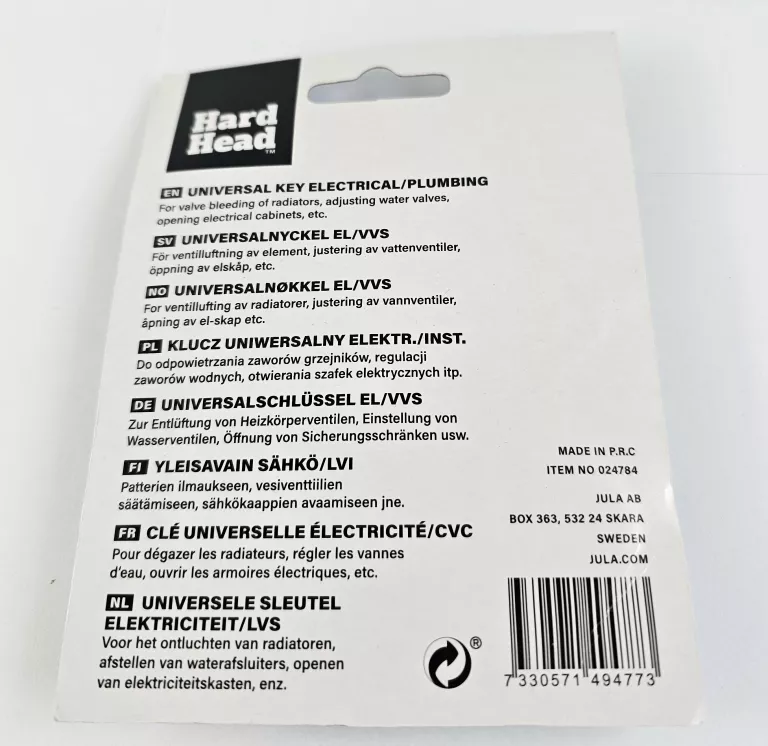 Hard
Head™
EN UNIVERSAL KEY ELECTRICAL/PLUMBING
For valve bleeding of radiators, adjusting water valves,
opening electrical cabinets, etc.
SV UNIVERSALNYCKEL EL/VVS
För ventilluftning av element, justering av vattenventiler,
öppning av elskåp, etc.
NO UNIVERSALNØKKEL EL/VVS
For ventillufting av radiatorer, justering av vannventiler,
åpning av el-skap etc.
PL KLUCZ UNIWERSALNY ELEKTR./INST.
Do odpowietrzania zaworów grzejników, regulacji
zaworów wodnych, otwierania szafek elektrycznych itp.
DE UNIVERSALSCHLÜSSEL EL/VVS
Zur Entlüftung von Heizkörperventilen, Einstellung von
Wasserventilen, Öffnung von Sicherungsschränken usw.
FI YLEISAVAIN SÄHKÖ/LVI
Patterien ilmaukseen, vesiventtiilien
säätämiseen, sähkökaappien avaamiseen jne.
FR CLÉ UNIVERSELLE ÉLECTRICITÉ/CVC
Pour dégazer les radiateurs, régler les vannes
d'eau, ouvrir les armoires électriques, etc.
NL UNIVERSELE SLEUTEL
ELEKTRICITEIT/LVS
Voor het ontluchten van radiatoren,
afstellen van waterafsluiters, openen
van elektriciteitskasten, enz.
MADE IN P.R.C
ITEM NO 024784
JULA AB
BOX 363, 532 24 SKARA
SWEDEN
JULA.COM
®
7 330571 494773